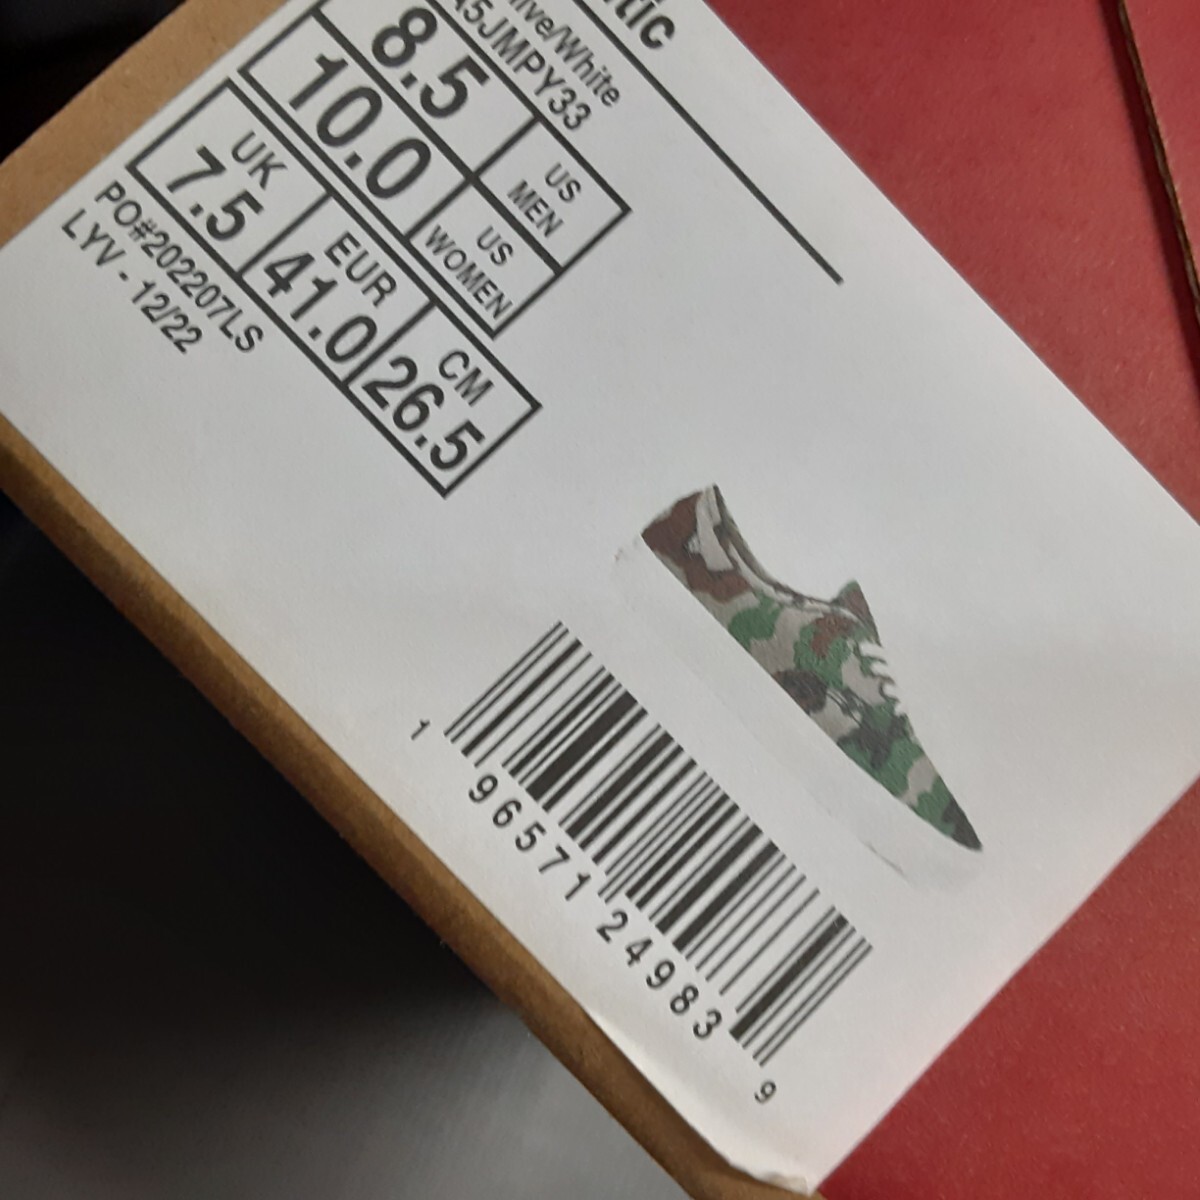 8.5 US MEN
10.0 US WOMEN
UK EUR CM
7.5 41.0 26.5
PO#202207LS
LYV - 12/22
1 96571 24983 9